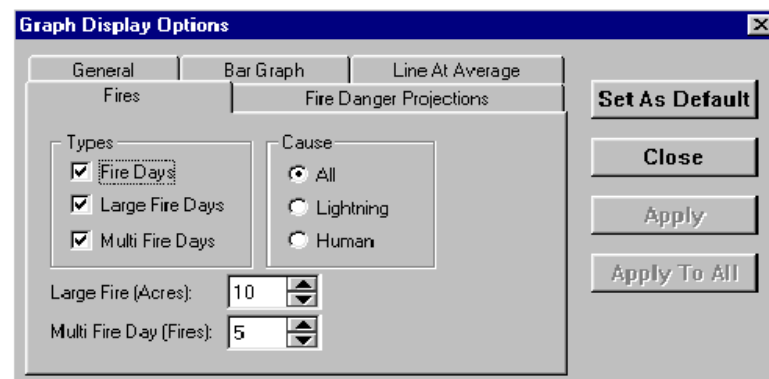 Graph Display Options
General Bar Graph Line At Average
Fires Fire Danger Projections
Types
Fire Days
Large Fire Days
Multi Fire Days
Cause
All
Lightning
Human
Large Fire (Acres): 10
Multi Fire Day (Fires): 5
Set As Default
Close
Apply
Apply To All